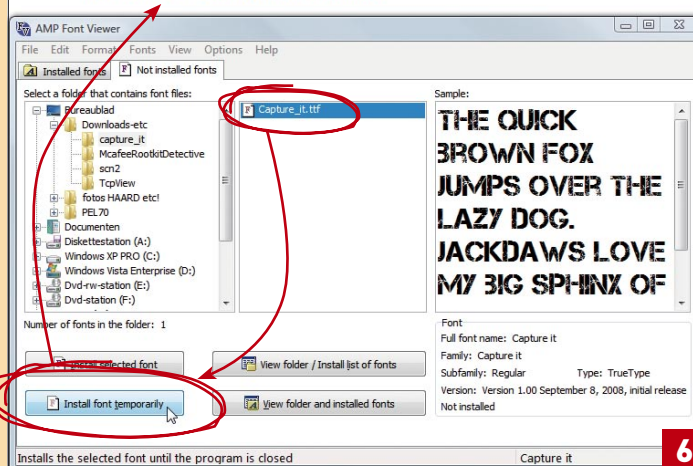 AMP Font Viewer
File Edit Format Fonts View Options Help
Installed fonts Not installed fonts
Select a folder that contains font files:
Bureaublad
Downloads-etc
capture_it
McafeeRootkitDetective
scn2
TcpView
fotos HAARD etc!
PEL70
Documenten
Diskettestation (A:)
Windows XP PRO (C:)
Windows Vista Enterprise (D:)
Dvd-rw-station (E:)
Dvd-station (F:)
Capture_it.ttf
Sample:
THE QUICK
BROWN FOX
JUMPS OVER THE
LAZY DOG.
JACKDAWS LOVE
MY BIG SPHINX OF
Number of fonts in the folder: 1
Install selected font
View folder / Install list of fonts
Install font temporarily
View folder and installed fonts
Font
Full font name: Capture it
Family: Capture it
Subfamily: Regular Type: TrueType
Version: Version 1.00 September 8, 2008, initial release
Not installed
Installs the selected font until the program is closed
Capture it
6